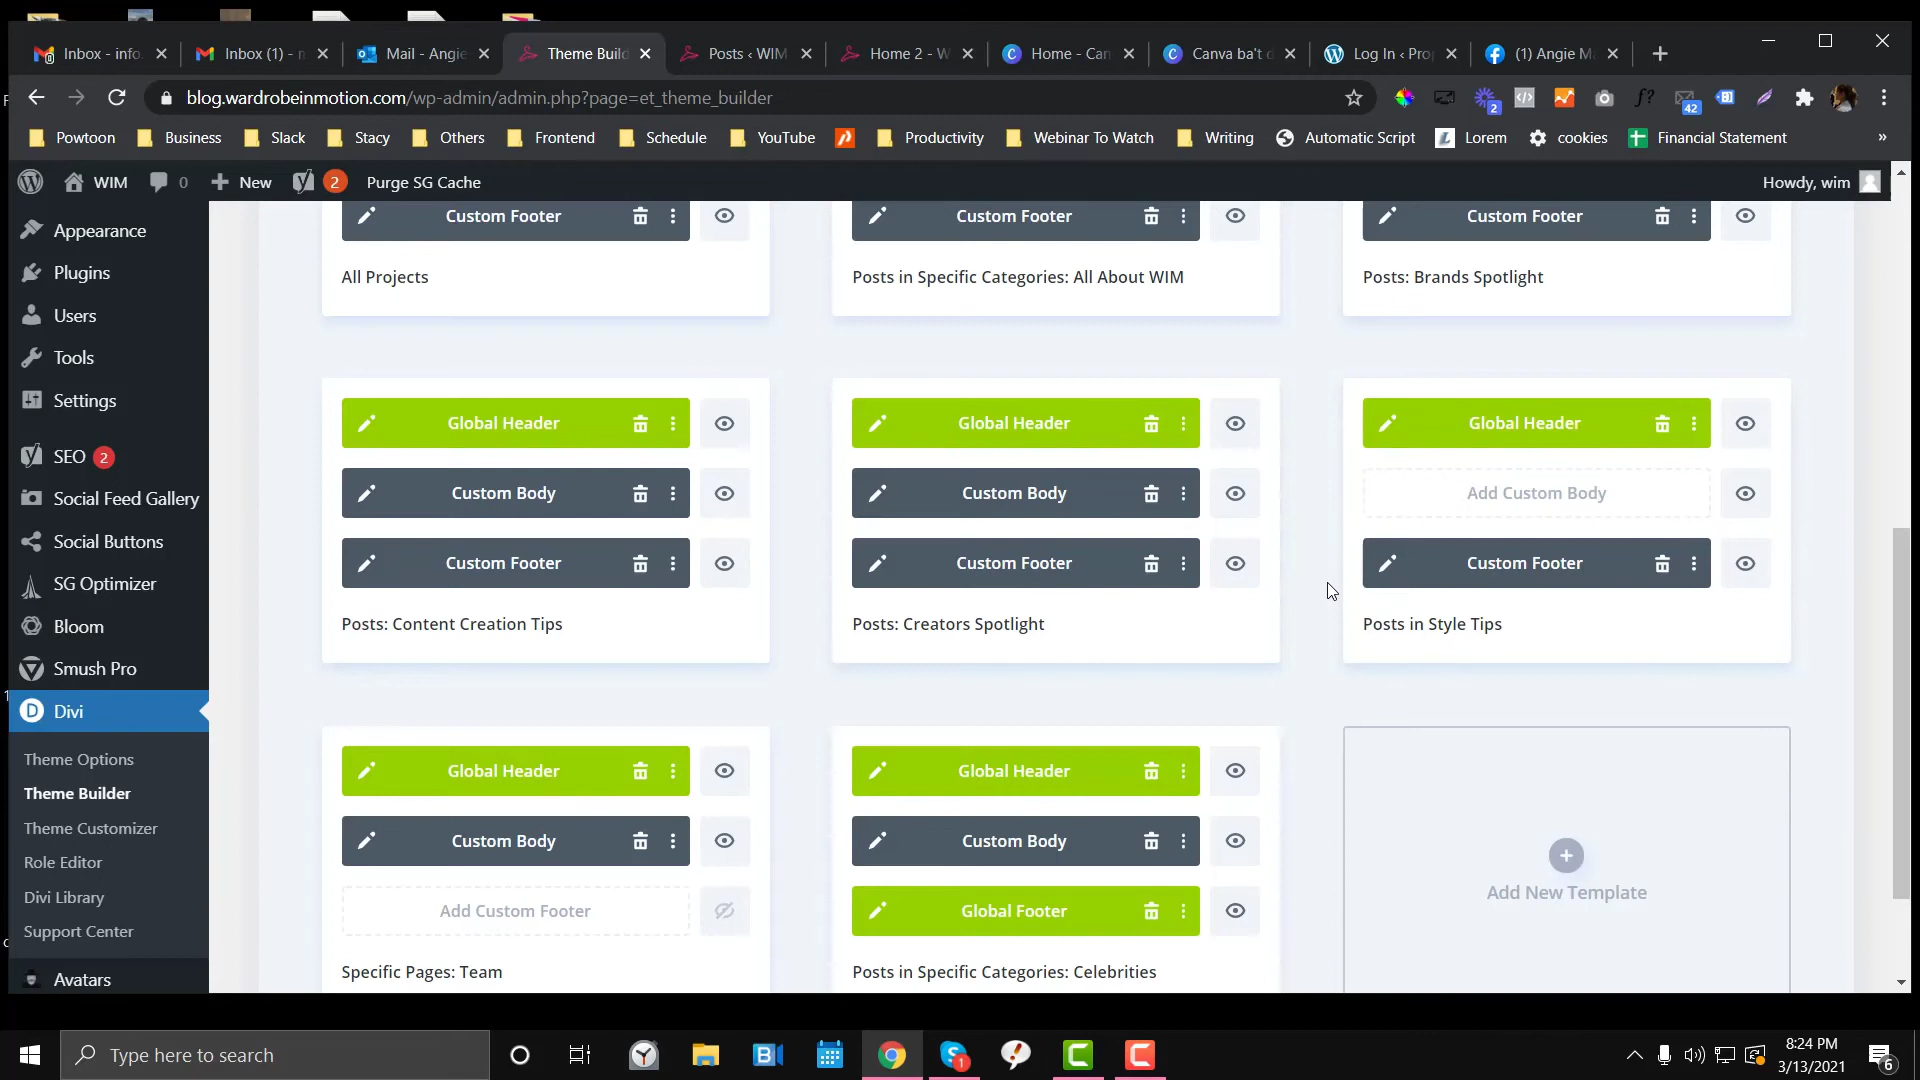 Inbox - info.
Inbox (1) - n
Mail - Angie
Theme Buil
Posts ‹ WIM
Home 2 - W
Home - Can
Canva ba't d
Log In ‹ Pro
(1) Angie M
blog.wardrobeinmotion.com/wp-admin/admin.php?page=et_theme_builder
2
f?
42
Powtoon
Business
Slack
Stacy
Others
Frontend
Schedule
YouTube
Productivity
Webinar To Watch
Writing
Automatic Script
Lorem
cookies
Financial Statement
»
WIM
0
New
2
Purge SG Cache
Howdy, wim
Appearance
Plugins
Users
Tools
Settings
SEO 2
Social Feed Gallery
Social Buttons
SG Optimizer
Bloom
Smush Pro
Divi
Theme Options
Theme Builder
Theme Customizer
Role Editor
Divi Library
Support Center
Avatars
Custom Footer
Custom Footer
Custom Footer
All Projects
Posts in Specific Categories: All About WIM
Posts: Brands Spotlight
Global Header
Global Header
Global Header
Custom Body
Custom Body
Add Custom Body
Custom Footer
Custom Footer
Custom Footer
Posts: Content Creation Tips
Posts: Creators Spotlight
Posts in Style Tips
Global Header
Global Header
Custom Body
Custom Body
Add New Template
Add Custom Footer
Global Footer
Specific Pages: Team
Posts in Specific Categories: Celebrities
Type here to search
1
8:24 PM
3/13/2021
6